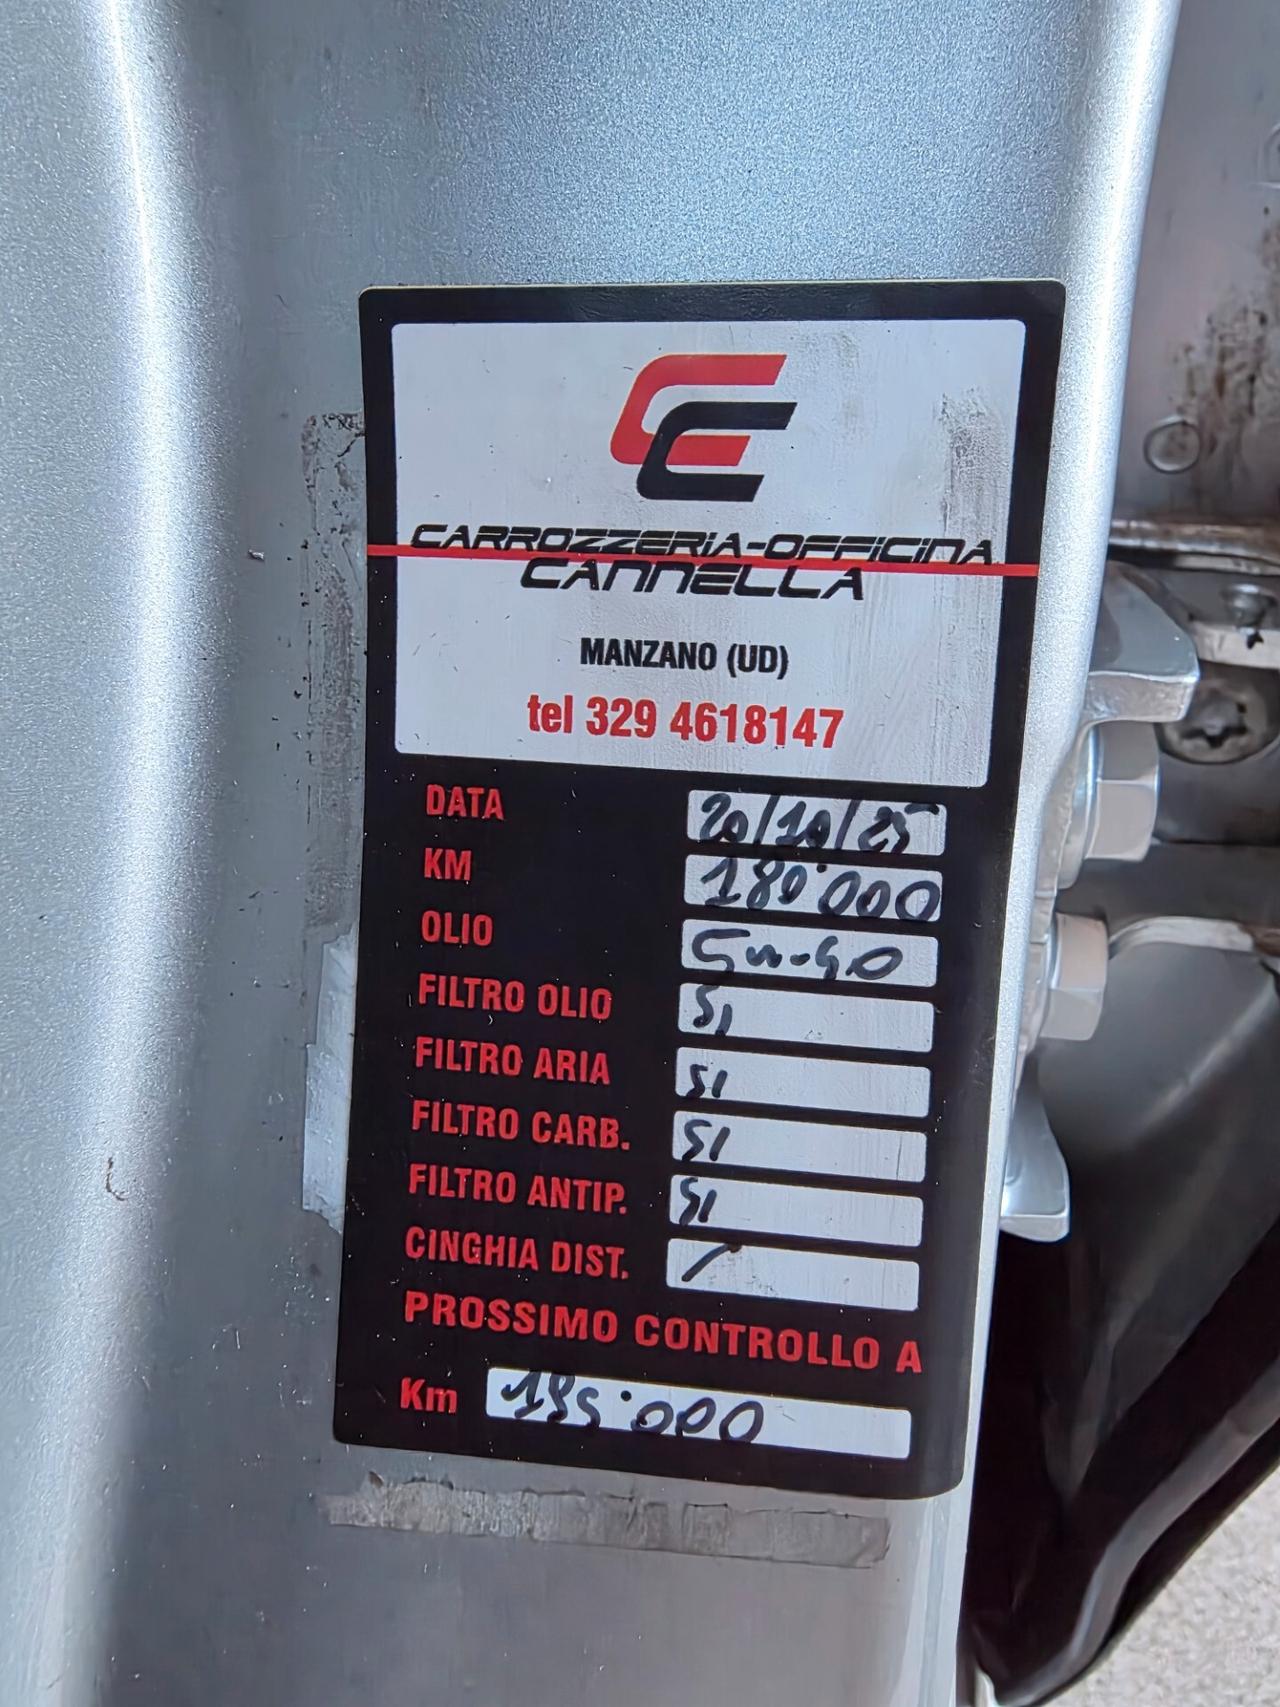 CARROZZERIA-OFFICINA
CANNELLA
MANZANO (UD)
tel 329 4618147
DATA 20/10/25
KM 180.000
OLIO 5W-40
FILTRO OLIO SI
FILTRO ARIA SI
FILTRO CARB. SI
FILTRO ANTIP. SI
CINGHIA DIST. /
PROSSIMO CONTROLLO A
Km 195.000